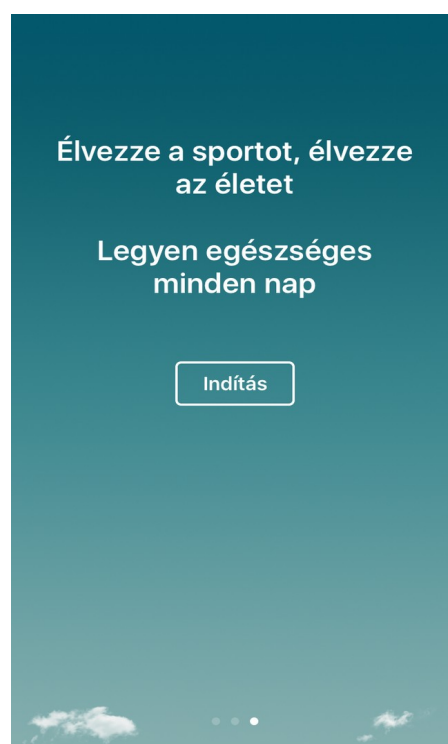 Élvezze a sportot, élvezze
az életet
Legyen egészséges
minden nap
Indítás